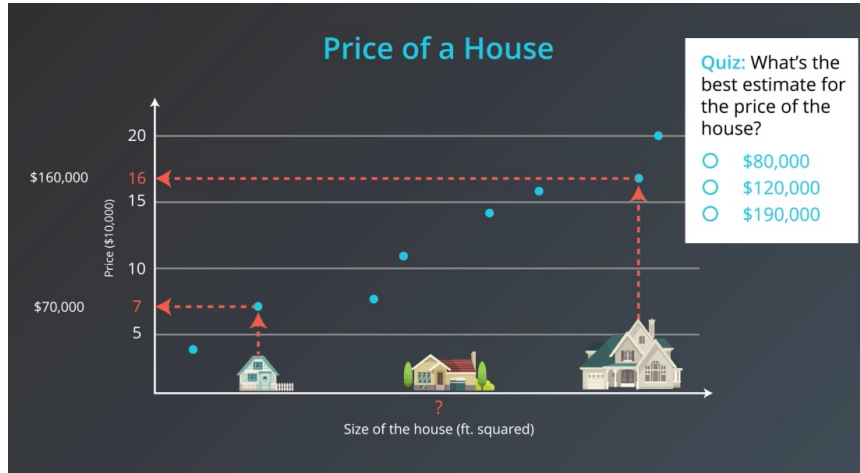 Price of a House
Quiz: What's the
best estimate for
the price of the
house?
$80,000
$120,000
$190,000
20
$160,000
16
15
Price ($10,000)
10
$70,000
7
5
?
Size of the house (ft. squared)